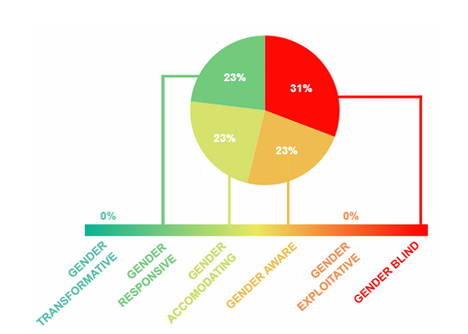 23%
31%
23%
23%
0%
0%
GENDER
TRANSFORMATIVE
GENDER
RESPONSIVE
GENDER
ACCOMODATING
GENDER AWARE
GENDER
EXPLOITATIVE
GENDER BLIND